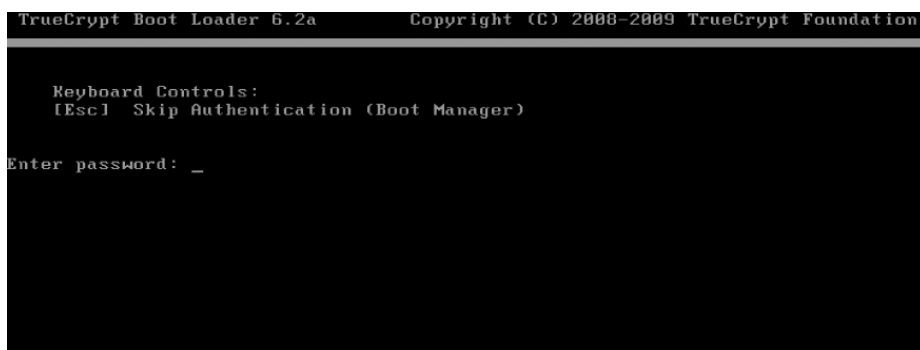 TrueCrypt Boot Loader 6.2a Copyright (C) 2008-2009 TrueCrypt Foundation
Keyboard Controls:
[Esc] Skip Authentication (Boot Manager)
Enter password: _